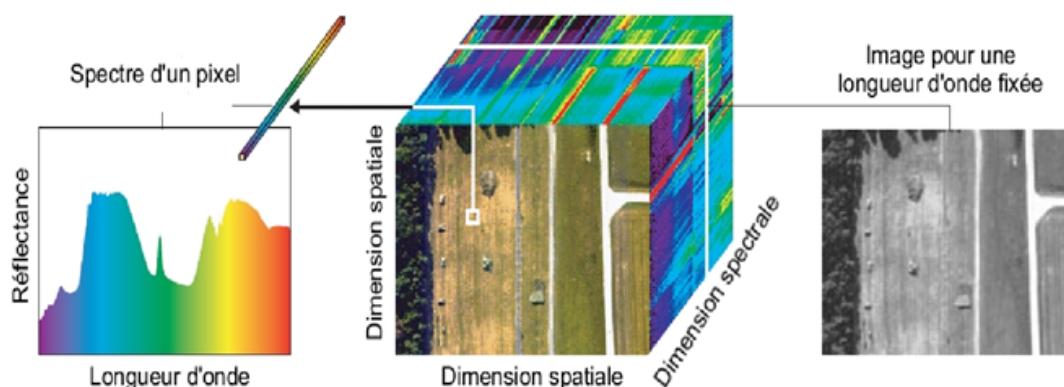 Spectre d'un pixel
Réflectance
Longueur d'onde
Dimension spatiale
Dimension spatiale
Dimension spectrale
Image pour une
longueur d'onde fixée